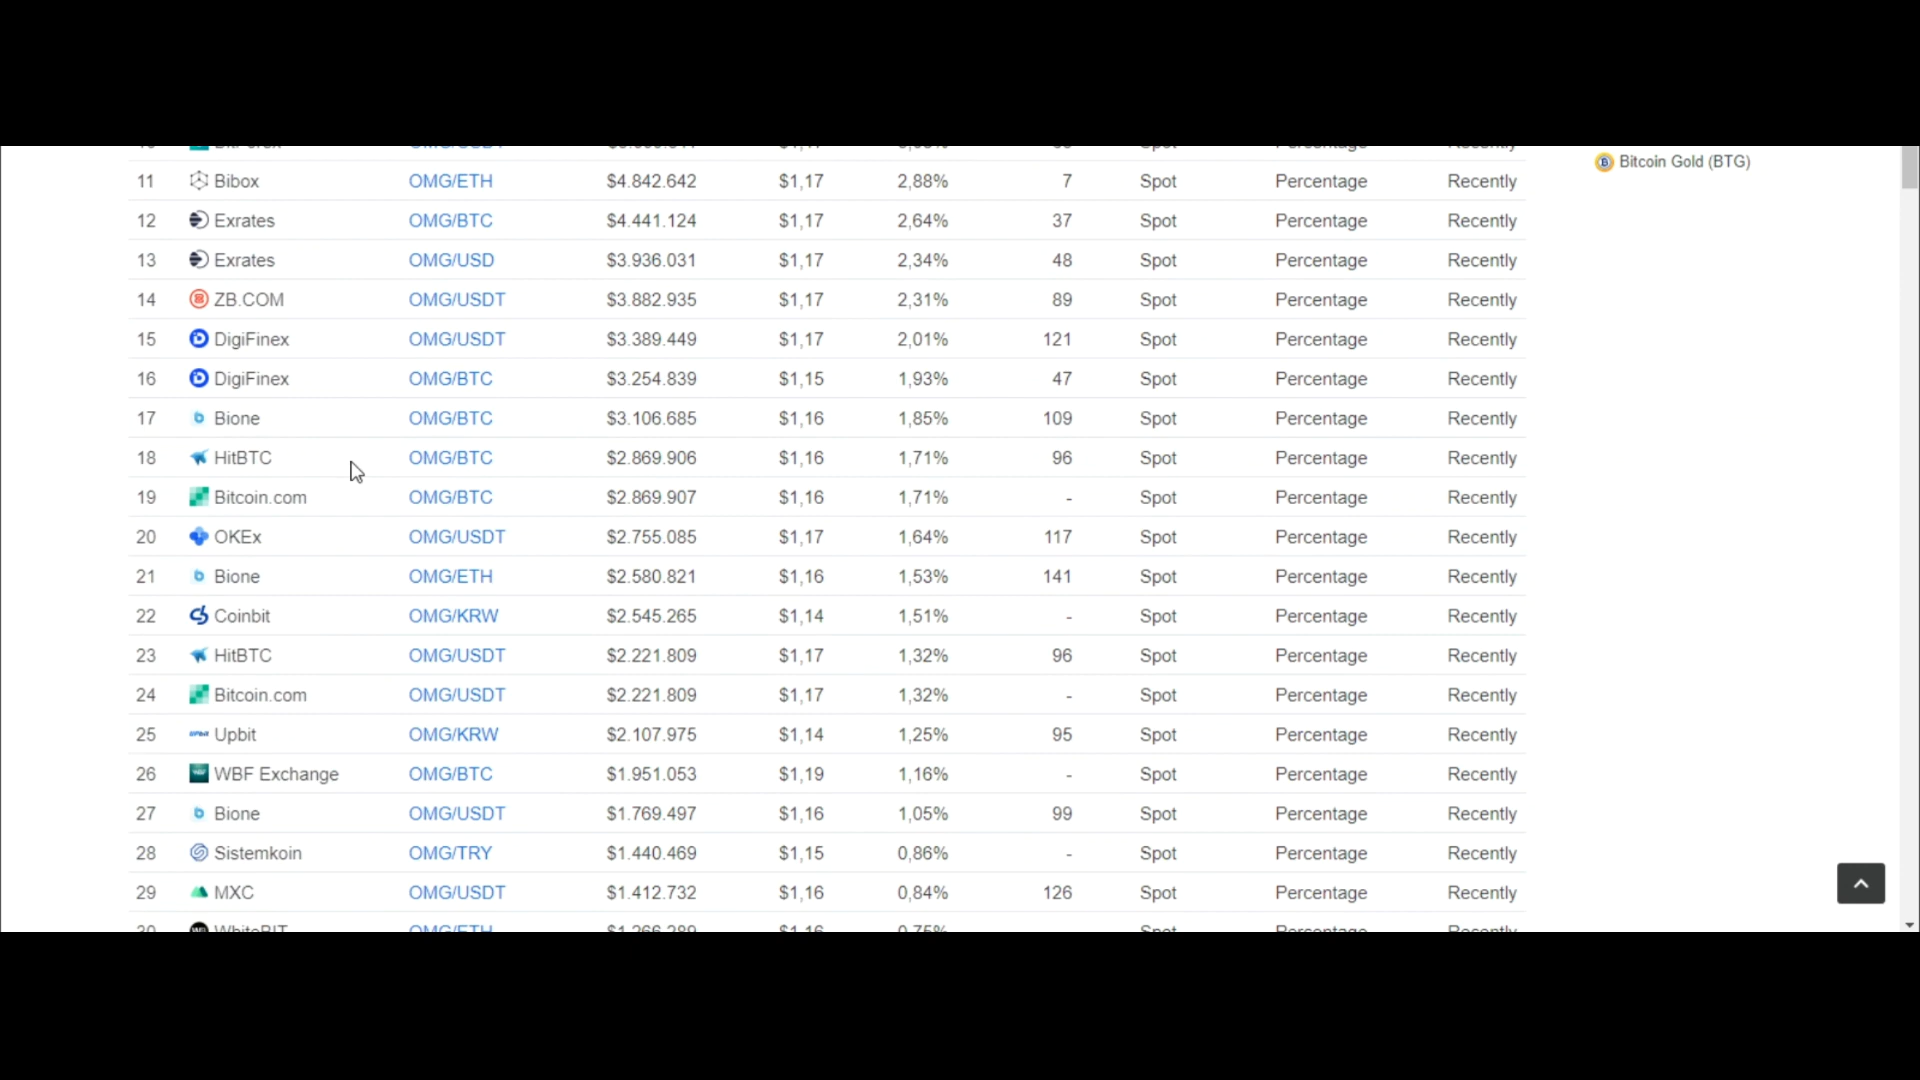 Bitcoin Gold (BTG)
11 Bibox OMG/ETH $4.842.642 $1,17 2,88% 7 Spot Percentage Recently
12 Exrates OMG/BTC $4.441.124 $1,17 2,64% 37 Spot Percentage Recently
13 Exrates OMG/USD $3.936.031 $1,17 2,34% 48 Spot Percentage Recently
14 ZB.COM OMG/USDT $3.882.935 $1,17 2,31% 89 Spot Percentage Recently
15 DigiFinex OMG/USDT $3.389.449 $1,17 2,01% 121 Spot Percentage Recently
16 DigiFinex OMG/BTC $3.254.839 $1,15 1,93% 47 Spot Percentage Recently
17 Bione OMG/BTC $3.106.685 $1,16 1,85% 109 Spot Percentage Recently
18 HitBTC OMG/BTC $2.869.906 $1,16 1,71% 96 Spot Percentage Recently
19 Bitcoin.com OMG/BTC $2.869.907 $1,16 1,71% - Spot Percentage Recently
20 OKEx OMG/USDT $2.755.085 $1,17 1,64% 117 Spot Percentage Recently
21 Bione OMG/ETH $2.580.821 $1,16 1,53% 141 Spot Percentage Recently
22 Coinbit OMG/KRW $2.545.265 $1,14 1,51% - Spot Percentage Recently
23 HitBTC OMG/USDT $2.221.809 $1,17 1,32% 96 Spot Percentage Recently
24 Bitcoin.com OMG/USDT $2.221.809 $1,17 1,32% - Spot Percentage Recently
25 Upbit OMG/KRW $2.107.975 $1,14 1,25% 95 Spot Percentage Recently
26 WBF Exchange OMG/BTC $1.951.053 $1,19 1,16% - Spot Percentage Recently
27 Bione OMG/USDT $1.769.497 $1,16 1,05% 99 Spot Percentage Recently
28 Sistemkoin OMG/TRY $1.440.469 $1,15 0,86% - Spot Percentage Recently
29 MXC OMG/USDT $1.412.732 $1,16 0,84% 126 Spot Percentage Recently
30 WhiteBIT OMG/ETH $1.266.289 $1,16 0,75% Spot Percentage Recently